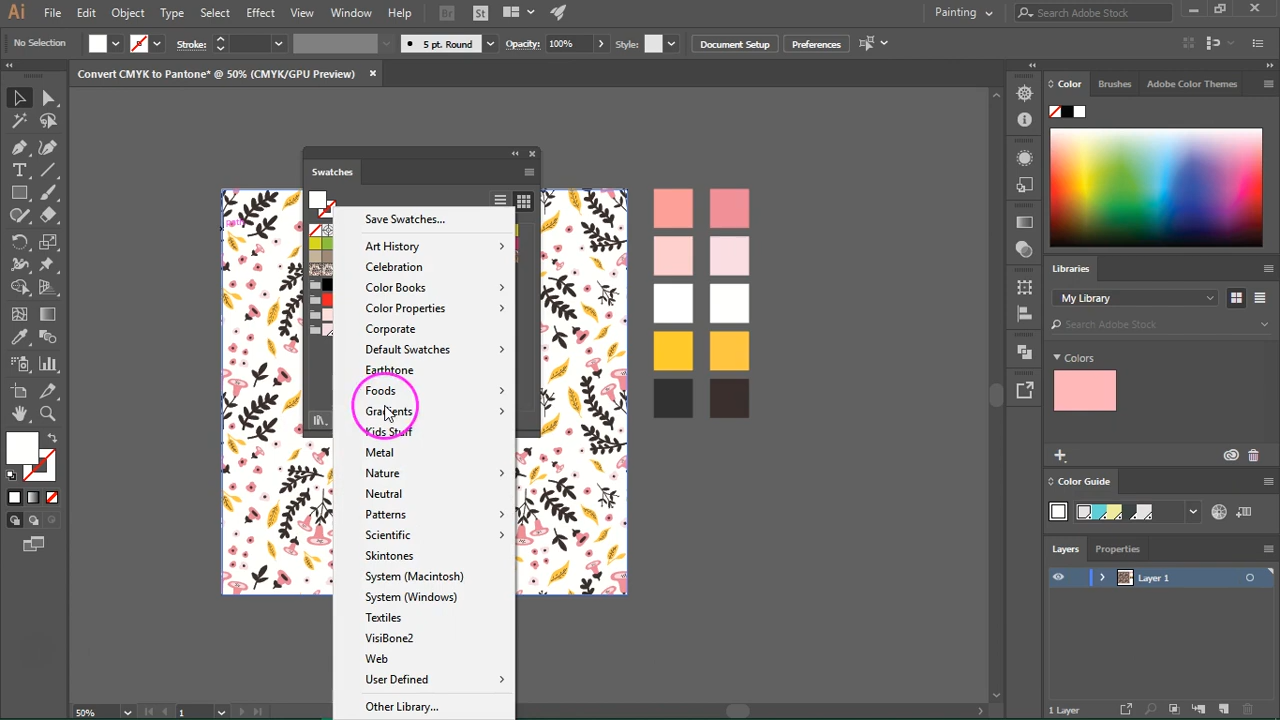 Ai File Edit Object Type Select Effect View Window Help Br St Painting Search Adobe Stock
No Selection Stroke: 5 pt. Round Opacity: 100% Style: Document Setup Preferences
Convert CMYK to Pantone* @ 50% (CMYK/GPU Preview)
Color Brushes Adobe Color Themes
Swatches
Save Swatches...
Art History
Celebration
Color Books
Color Properties
Corporate
Default Swatches
Earthtone
Foods
Gradients
Kids Stuff
Metal
Nature
Neutral
Patterns
Scientific
Skintones
System (Macintosh)
System (Windows)
Textiles
VisiBone2
Web
User Defined
Other Library...
Libraries
My Library
Search Adobe Stock
Colors
Color Guide
Layers Properties
Layer 1
1 Layer
50% 1